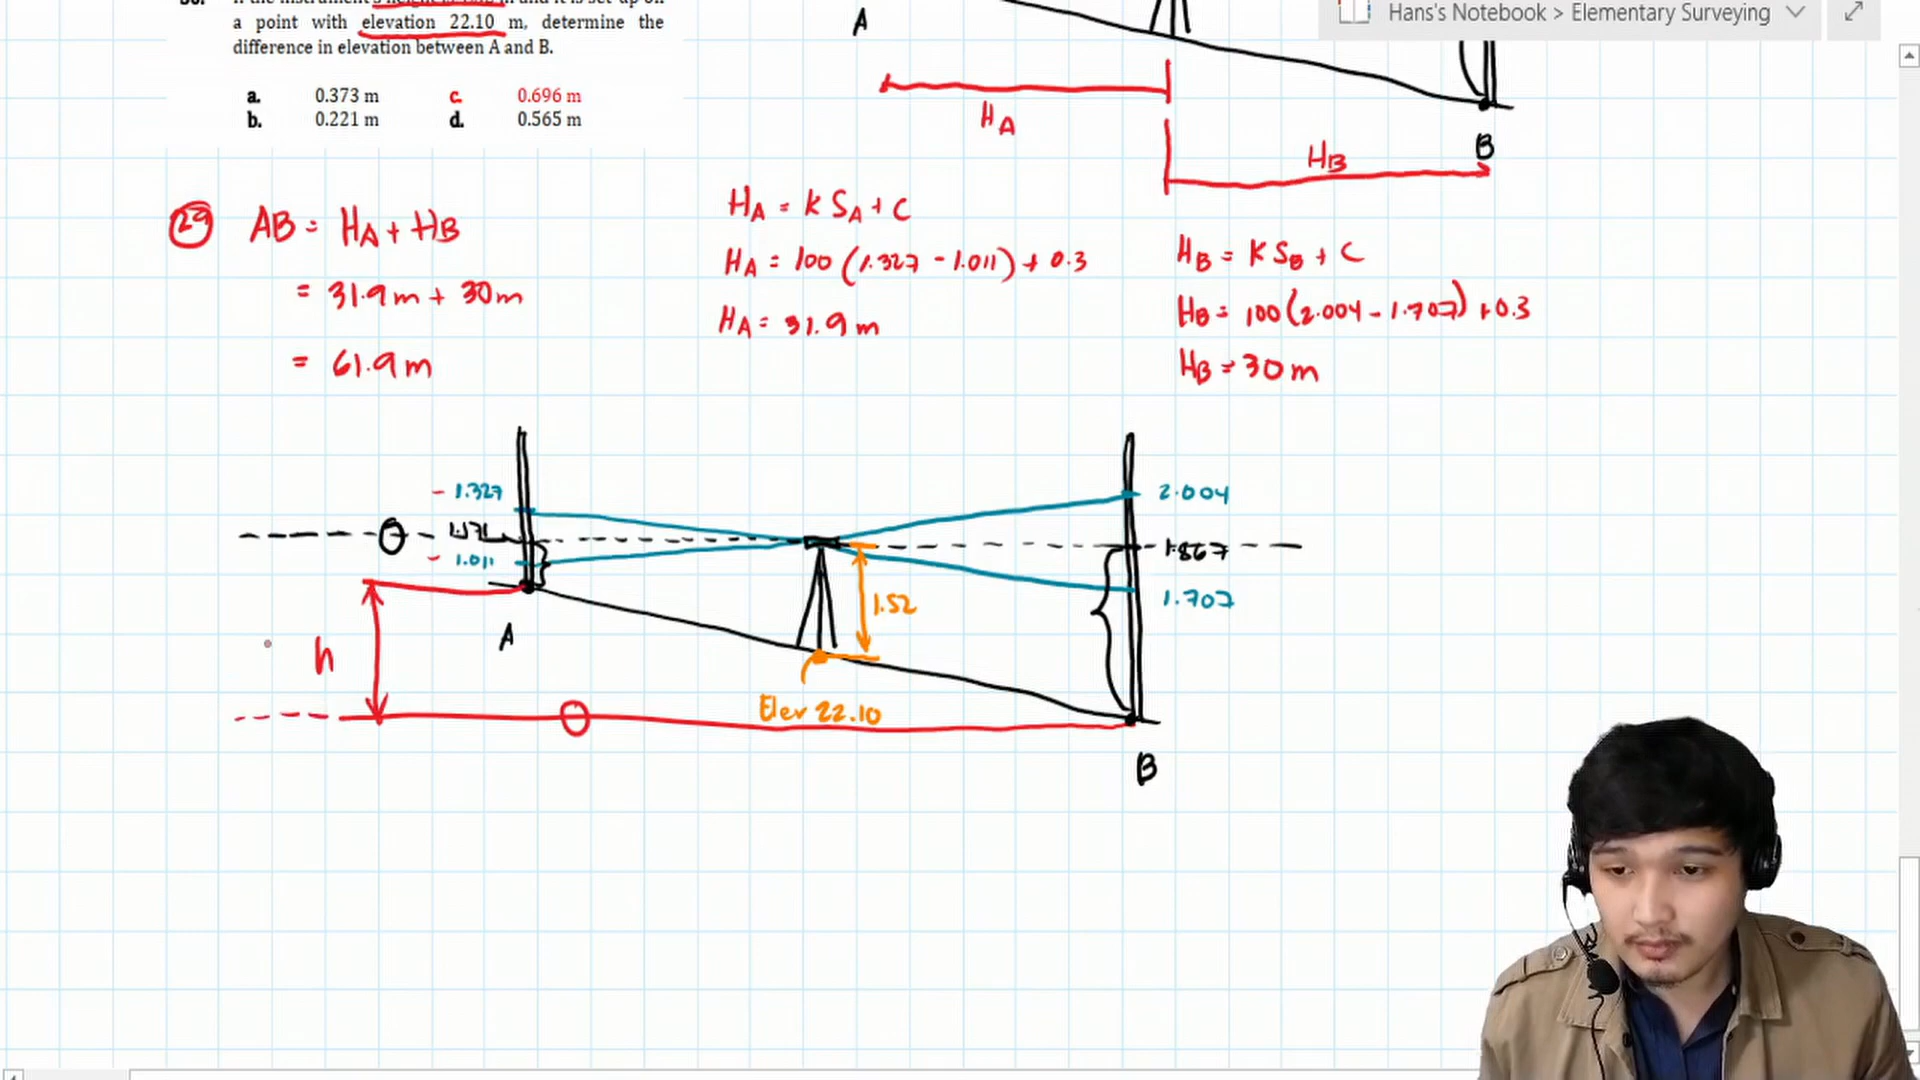 a point with elevation 22.10 m, determine the
difference in elevation between A and B.
a. 0.373 m c. 0.696 m
b. 0.221 m d. 0.565 m
Hans's Notebook > Elementary Surveying
A
HA
HB
B
29 AB = HA + HB
= 31.9m + 30m
= 61.9m
HA = K SA + C
HA = 100 (1.327 - 1.011) + 0.3
HA = 31.9 m
HB = K SB + C
HB = 100(2.004 - 1.707) + 0.3
HB = 30 m
- 1.327
1.171
- 1.011
2.004
1.867
1.707
1.52
h
A
Elev 22.10
B